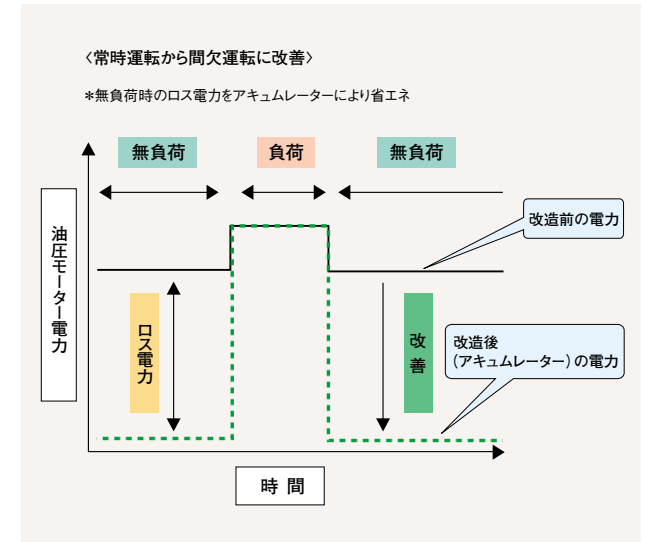 〈常時運転から間欠運転に改善〉
*無負荷時のロス電力をアキュムレーターにより省エネ
無負荷
負荷
無負荷
油圧モーター電力
改造前の電力
ロス電力
改善
改造後
(アキュムレーター)の電力
時 間